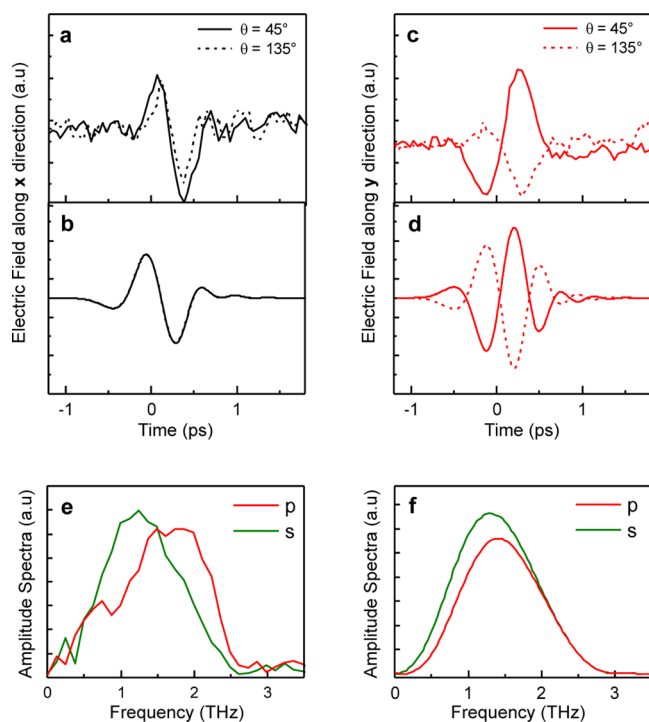 a
θ = 45°
θ = 135°
c
θ = 45°
θ = 135°
Electric Field along x direction (a.u)
Electric Field along y direction (a.u)
b
d
-1 0 1
Time (ps)
-1 0 1
Time (ps)
e
p
s
f
p
s
Amplitude Spectra (a.u)
Amplitude Spectra (a.u)
0 1 2 3
Frequency (THz)
0 1 2 3
Frequency (THz)